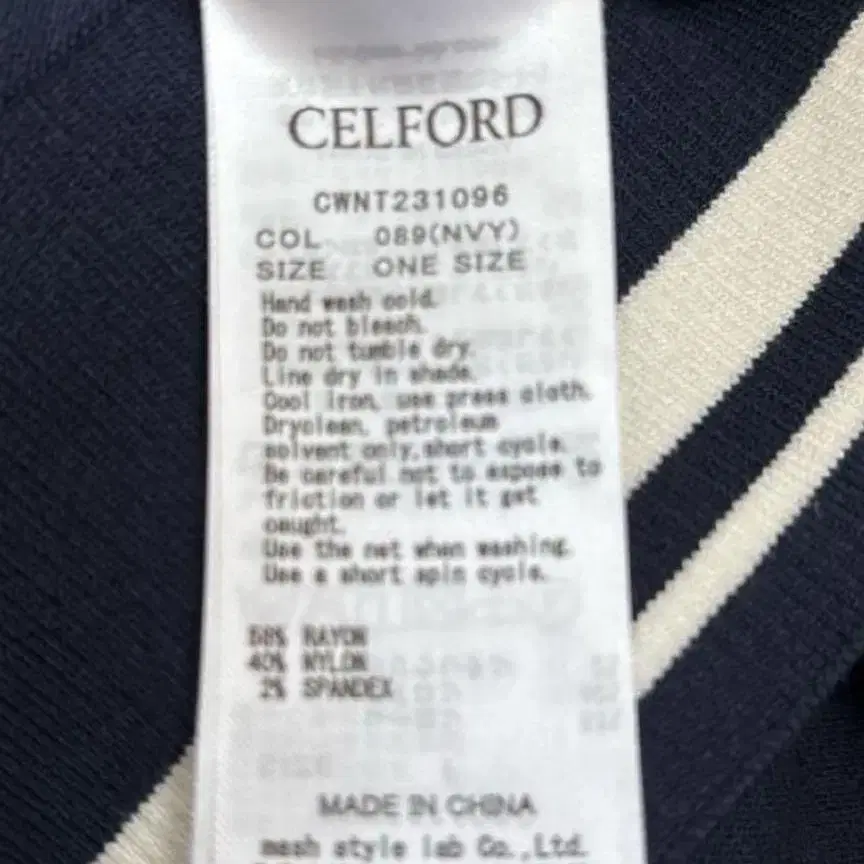 CELFORD
CWNT231096
COL 089(NVY)
SIZE ONE SIZE
Hand wash cold.
Do not bleach.
Do not tumble dry.
Line dry in shade.
Cool iron, use press cloth.
Dryclean, petroleum
solvent only, short cycle.
Be careful not to expose to
friction or let it get
caught.
Use the net when washing.
Use a short spin cycle.
58% RAYON
40% NYLON
2% SPANDEX
MADE IN CHINA
mash style lab Co.,Ltd.